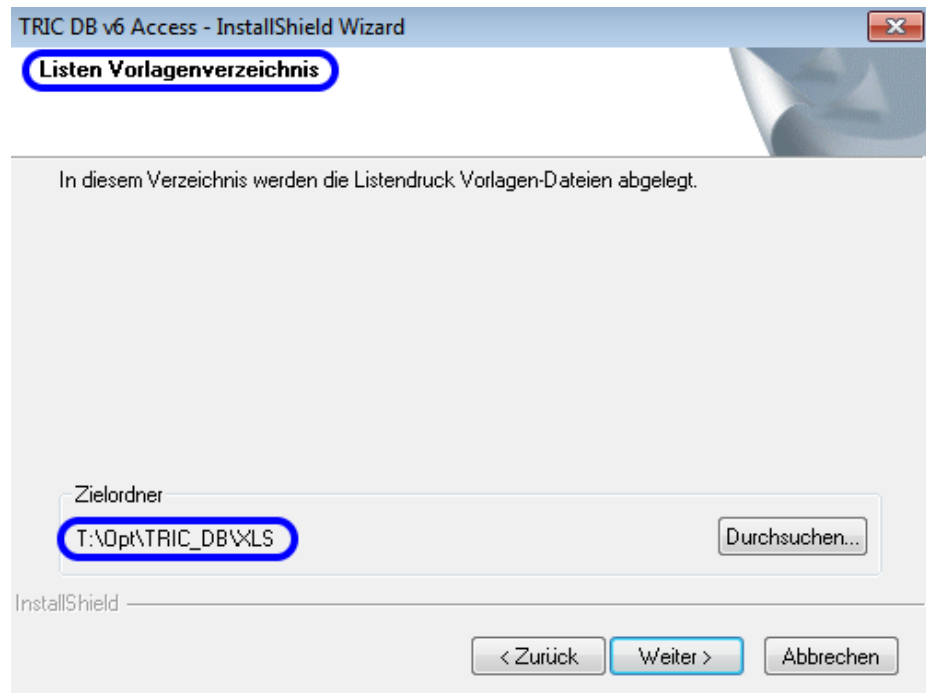 TRIC DB v6 Access - InstallShield Wizard
Listen Vorlagenverzeichnis
In diesem Verzeichnis werden die Listendruck Vorlagen-Dateien abgelegt.
Zielordner
T:\Opt\TRIC_DB\XLS
Durchsuchen...
InstallShield
< Zurück
Weiter >
Abbrechen